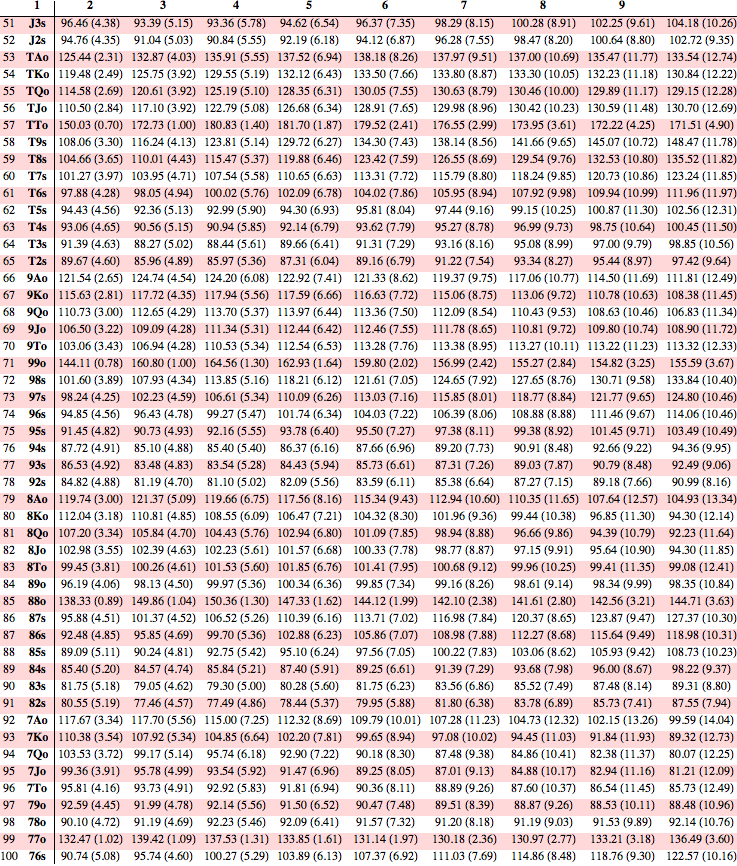 1 2 3 4 5 6 7 8 9
51 J3s 96.46 (4.38) 93.39 (5.15) 93.36 (5.78) 94.62 (6.54) 96.37 (7.35) 98.29 (8.15) 100.28 (8.91) 102.25 (9.61) 104.18 (10.26)
52 J2s 94.76 (4.35) 91.04 (5.03) 90.84 (5.55) 92.19 (6.18) 94.12 (6.87) 96.28 (7.55) 98.47 (8.20) 100.64 (8.80) 102.72 (9.35)
53 TAo 125.44 (2.31) 132.87 (4.03) 135.91 (5.55) 137.52 (6.94) 138.18 (8.26) 137.97 (9.51) 137.00 (10.69) 135.47 (11.77) 133.54 (12.74)
54 TKo 119.48 (2.49) 125.75 (3.92) 129.55 (5.19) 132.12 (6.43) 133.50 (7.66) 133.80 (8.87) 133.30 (10.05) 132.23 (11.18) 130.84 (12.22)
55 TQo 114.58 (2.69) 120.61 (3.92) 125.19 (5.10) 128.35 (6.31) 130.05 (7.55) 130.63 (8.79) 130.46 (10.00) 129.89 (11.17) 129.15 (12.28)
56 TJo 110.50 (2.84) 117.10 (3.92) 122.79 (5.08) 126.68 (6.34) 128.91 (7.65) 129.98 (8.96) 130.42 (10.23) 130.59 (11.48) 130.70 (12.69)
57 TTo 150.03 (0.70) 172.73 (1.00) 180.83 (1.40) 181.70 (1.87) 179.52 (2.41) 176.55 (2.99) 173.95 (3.61) 172.22 (4.25) 171.51 (4.90)
58 T9s 108.06 (3.30) 116.24 (4.13) 123.81 (5.14) 129.72 (6.27) 134.30 (7.43) 138.14 (8.56) 141.66 (9.65) 145.07 (10.72) 148.47 (11.78)
59 T8s 104.66 (3.65) 110.01 (4.43) 115.47 (5.37) 119.88 (6.46) 123.42 (7.59) 126.55 (8.69) 129.54 (9.76) 132.53 (10.80) 135.52 (11.82)
60 T7s 101.27 (3.97) 103.95 (4.71) 107.54 (5.58) 110.65 (6.63) 113.31 (7.72) 115.79 (8.80) 118.24 (9.85) 120.73 (10.86) 123.24 (11.85)
61 T6s 97.88 (4.28) 98.05 (4.94) 100.02 (5.76) 102.09 (6.78) 104.02 (7.86) 105.95 (8.94) 107.92 (9.98) 109.94 (10.99) 111.96 (11.97)
62 T5s 94.43 (4.56) 92.36 (5.13) 92.99 (5.90) 94.30 (6.93) 95.81 (8.04) 97.44 (9.16) 99.15 (10.25) 100.87 (11.30) 102.56 (12.31)
63 T4s 93.06 (4.65) 90.56 (5.15) 90.94 (5.85) 92.14 (6.79) 93.62 (7.79) 95.27 (8.78) 96.99 (9.73) 98.75 (10.64) 100.45 (11.50)
64 T3s 91.39 (4.63) 88.27 (5.02) 88.44 (5.61) 89.66 (6.41) 91.31 (7.29) 93.16 (8.16) 95.08 (8.99) 97.00 (9.79) 98.85 (10.56)
65 T2s 89.67 (4.60) 85.96 (4.89) 85.97 (5.36) 87.31 (6.04) 89.16 (6.79) 91.22 (7.54) 93.34 (8.27) 95.44 (8.97) 97.42 (9.64)
66 9Ao 121.54 (2.65) 124.74 (4.54) 124.20 (6.08) 122.92 (7.41) 121.33 (8.62) 119.37 (9.75) 117.06 (10.77) 114.50 (11.69) 111.81 (12.49)
67 9Ko 115.63 (2.81) 117.72 (4.35) 117.94 (5.56) 117.59 (6.66) 116.63 (7.72) 115.06 (8.75) 113.06 (9.72) 110.78 (10.63) 108.38 (11.45)
68 9Qo 110.73 (3.00) 112.65 (4.29) 113.70 (5.37) 113.97 (6.44) 113.36 (7.50) 112.09 (8.54) 110.43 (9.53) 108.63 (10.46) 106.83 (11.34)
69 9Jo 106.50 (3.22) 109.09 (4.28) 111.34 (5.31) 112.44 (6.42) 112.46 (7.55) 111.78 (8.65) 110.81 (9.72) 109.80 (10.74) 108.90 (11.72)
70 9To 103.06 (3.43) 106.94 (4.28) 110.53 (5.34) 112.54 (6.53) 113.28 (7.76) 113.38 (8.95) 113.27 (10.11) 113.22 (11.23) 113.32 (12.33)
71 99o 144.11 (0.78) 160.80 (1.00) 164.56 (1.30) 162.93 (1.64) 159.80 (2.02) 156.99 (2.42) 155.27 (2.84) 154.82 (3.25) 155.59 (3.67)
72 98s 101.60 (3.89) 107.93 (4.34) 113.85 (5.16) 118.21 (6.12) 121.61 (7.05) 124.65 (7.92) 127.65 (8.76) 130.71 (9.58) 133.84 (10.40)
73 97s 98.24 (4.25) 102.23 (4.59) 106.61 (5.34) 110.09 (6.26) 113.03 (7.16) 115.85 (8.01) 118.77 (8.84) 121.77 (9.65) 124.80 (10.46)
74 96s 94.85 (4.56) 96.43 (4.78) 99.27 (5.47) 101.74 (6.34) 104.03 (7.22) 106.39 (8.06) 108.88 (8.88) 111.46 (9.67) 114.06 (10.46)
75 95s 91.45 (4.82) 90.73 (4.93) 92.16 (5.55) 93.78 (6.40) 95.50 (7.27) 97.38 (8.11) 99.38 (8.92) 101.45 (9.71) 103.49 (10.49)
76 94s 87.72 (4.91) 85.10 (4.88) 85.40 (5.40) 86.37 (6.16) 87.66 (6.96) 89.20 (7.73) 90.91 (8.48) 92.66 (9.22) 94.36 (9.95)
77 93s 86.53 (4.92) 83.48 (4.83) 83.54 (5.28) 84.43 (5.94) 85.73 (6.61) 87.31 (7.26) 89.03 (7.87) 90.79 (8.48) 92.49 (9.06)
78 92s 84.82 (4.88) 81.19 (4.70) 81.10 (5.02) 82.09 (5.56) 83.59 (6.11) 85.38 (6.64) 87.27 (7.15) 89.18 (7.66) 90.99 (8.16)
79 8Ao 119.74 (3.00) 121.37 (5.09) 119.66 (6.75) 117.56 (8.16) 115.34 (9.43) 112.94 (10.60) 110.35 (11.65) 107.64 (12.57) 104.93 (13.34)
80 8Ko 112.04 (3.18) 110.81 (4.85) 108.55 (6.09) 106.47 (7.21) 104.32 (8.30) 101.96 (9.36) 99.44 (10.38) 96.85 (11.30) 94.30 (12.14)
81 8Qo 107.20 (3.34) 105.84 (4.70) 104.43 (5.76) 102.94 (6.80) 101.09 (7.85) 98.94 (8.88) 96.66 (9.86) 94.39 (10.79) 92.23 (11.64)
82 8Jo 102.98 (3.55) 102.39 (4.63) 102.23 (5.61) 101.57 (6.68) 100.33 (7.78) 98.77 (8.87) 97.15 (9.91) 95.64 (10.90) 94.30 (11.85)
83 8To 99.45 (3.81) 100.26 (4.61) 101.53 (5.60) 101.85 (6.76) 101.41 (7.95) 100.68 (9.12) 99.96 (10.25) 99.41 (11.35) 99.08 (12.41)
84 89o 96.19 (4.06) 98.13 (4.50) 99.97 (5.36) 100.34 (6.36) 99.85 (7.34) 99.16 (8.26) 98.61 (9.14) 98.34 (9.99) 98.35 (10.84)
85 88o 138.33 (0.89) 149.86 (1.04) 150.36 (1.30) 147.33 (1.62) 144.12 (1.99) 142.10 (2.38) 141.61 (2.80) 142.56 (3.21) 144.71 (3.63)
86 87s 95.88 (4.51) 101.37 (4.52) 106.52 (5.26) 110.39 (6.16) 113.71 (7.02) 116.98 (7.84) 120.37 (8.65) 123.87 (9.47) 127.37 (10.30)
87 86s 92.48 (4.85) 95.85 (4.69) 99.70 (5.36) 102.88 (6.23) 105.86 (7.07) 108.98 (7.88) 112.27 (8.68) 115.64 (9.49) 118.98 (10.31)
88 85s 89.09 (5.11) 90.24 (4.81) 92.75 (5.42) 95.10 (6.24) 97.56 (7.05) 100.22 (7.83) 103.06 (8.62) 105.93 (9.42) 108.73 (10.23)
89 84s 85.40 (5.20) 84.57 (4.74) 85.84 (5.21) 87.40 (5.91) 89.25 (6.61) 91.39 (7.29) 93.68 (7.98) 96.00 (8.67) 98.22 (9.37)
90 83s 81.75 (5.18) 79.05 (4.62) 79.30 (5.00) 80.28 (5.60) 81.75 (6.23) 83.56 (6.86) 85.52 (7.49) 87.48 (8.14) 89.31 (8.80)
91 82s 80.55 (5.19) 77.46 (4.57) 77.49 (4.86) 78.44 (5.37) 79.95 (5.88) 81.80 (6.38) 83.78 (6.89) 85.73 (7.41) 87.55 (7.94)
92 7Ao 117.67 (3.34) 117.70 (5.56) 115.00 (7.25) 112.32 (8.69) 109.79 (10.01) 107.28 (11.23) 104.73 (12.32) 102.15 (13.26) 99.59 (14.04)
93 7Ko 110.38 (3.54) 107.92 (5.34) 104.85 (6.64) 102.20 (7.81) 99.65 (8.94) 97.08 (10.02) 94.45 (11.03) 91.84 (11.93) 89.32 (12.73)
94 7Qo 103.53 (3.72) 99.17 (5.14) 95.74 (6.18) 92.90 (7.22) 90.18 (8.30) 87.48 (9.38) 84.86 (10.41) 82.38 (11.37) 80.07 (12.25)
95 7Jo 99.36 (3.91) 95.78 (4.99) 93.54 (5.92) 91.47 (6.96) 89.25 (8.05) 87.01 (9.13) 84.88 (10.17) 82.94 (11.16) 81.21 (12.09)
96 7To 95.81 (4.16) 93.73 (4.91) 92.92 (5.83) 91.81 (6.94) 90.36 (8.11) 88.89 (9.26) 87.60 (10.37) 86.54 (11.45) 85.73 (12.49)
97 79o 92.59 (4.45) 91.99 (4.78) 92.14 (5.56) 91.50 (6.52) 90.47 (7.48) 89.51 (8.39) 88.87 (9.26) 88.53 (10.11) 88.48 (10.96)
98 78o 90.10 (4.72) 91.19 (4.69) 92.23 (5.46) 92.09 (6.41) 91.57 (7.32) 91.20 (8.18) 91.19 (9.03) 91.53 (9.89) 92.14 (10.76)
99 77o 132.47 (1.02) 139.42 (1.09) 137.53 (1.31) 133.85 (1.61) 131.14 (1.97) 130.18 (2.36) 130.97 (2.77) 133.21 (3.18) 136.49 (3.60)
100 76s 90.74 (5.08) 95.74 (4.60) 100.27 (5.29) 103.89 (6.13) 107.37 (6.92) 111.03 (7.69) 114.86 (8.48) 118.76 (9.30) 122.57 (10.16)